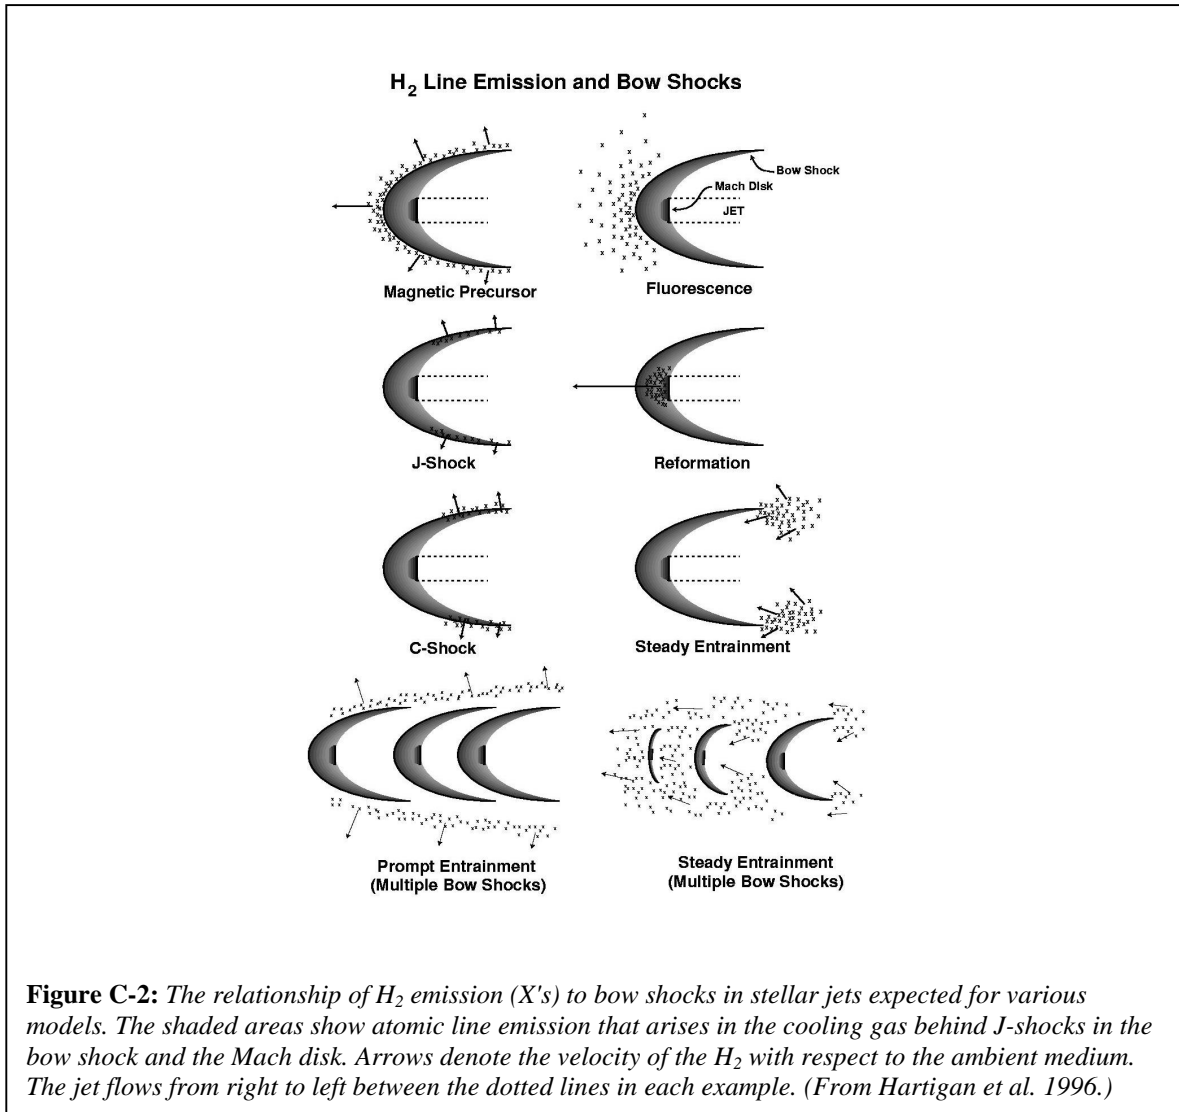 H2 Line Emission and Bow Shocks
Bow Shock
Mach Disk
JET
Magnetic Precursor
Fluorescence
J-Shock
Reformation
C-Shock
Steady Entrainment
Prompt Entrainment
(Multiple Bow Shocks)
Steady Entrainment
(Multiple Bow Shocks)
Figure C-2: The relationship of H2 emission (X's) to bow shocks in stellar jets expected for various
models. The shaded areas show atomic line emission that arises in the cooling gas behind J-shocks in the
bow shock and the Mach disk. Arrows denote the velocity of the H2 with respect to the ambient medium.
The jet flows from right to left between the dotted lines in each example. (From Hartigan et al. 1996.)